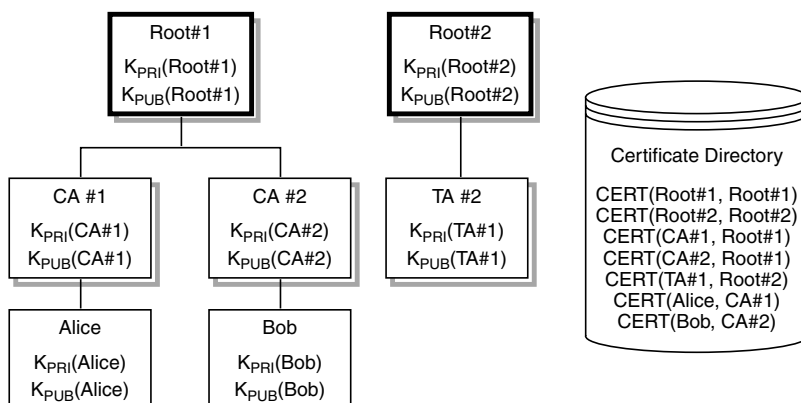 Root#1
KPRI(Root#1)
KPUB(Root#1)
Root#2
KPRI(Root#2)
KPUB(Root#2)
CA #1
KPRI(CA#1)
KPUB(CA#1)
CA #2
KPRI(CA#2)
KPUB(CA#2)
TA #2
KPRI(TA#1)
KPUB(TA#1)
Alice
KPRI(Alice)
KPUB(Alice)
Bob
KPRI(Bob)
KPUB(Bob)
Certificate Directory
CERT(Root#1, Root#1)
CERT(Root#2, Root#2)
CERT(CA#1, Root#1)
CERT(CA#2, Root#1)
CERT(TA#1, Root#2)
CERT(Alice, CA#1)
CERT(Bob, CA#2)